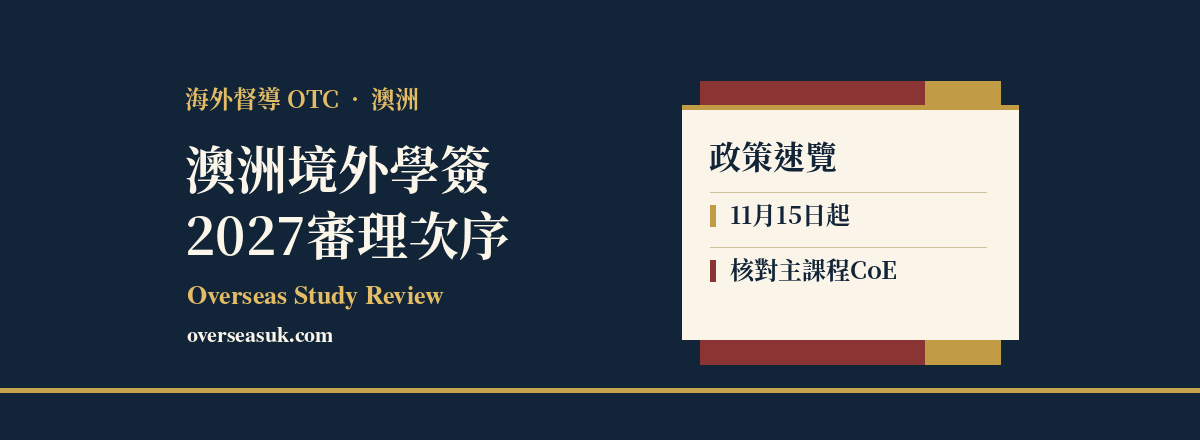 海外督導 OTC · 澳洲
澳洲境外學簽
2027審理次序
Overseas Study Review
overseasuk.com
政策速覽
11月15日起
核對主課程CoE